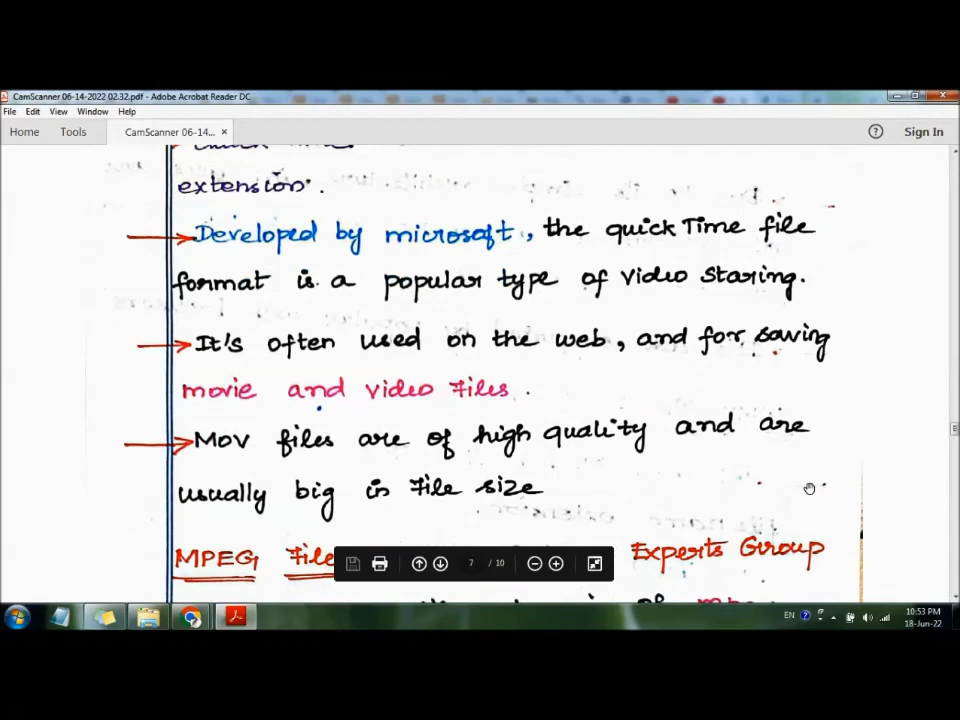 CamScanner 06-14-2022 02.32.pdf - Adobe Acrobat Reader DC
File Edit View Window Help
Home Tools CamScanner 06-14... × ? Sign In
extension.
Developed by microsoft, the quickTime file
format is a popular type of video staring.
It's often used on the web, and for saving
movie and video Files.
Mov files are of high quality and are
usually big in File size
MPEG File Experts Group
7 / 10
of
EN 10:53 PM
18-Jun-22